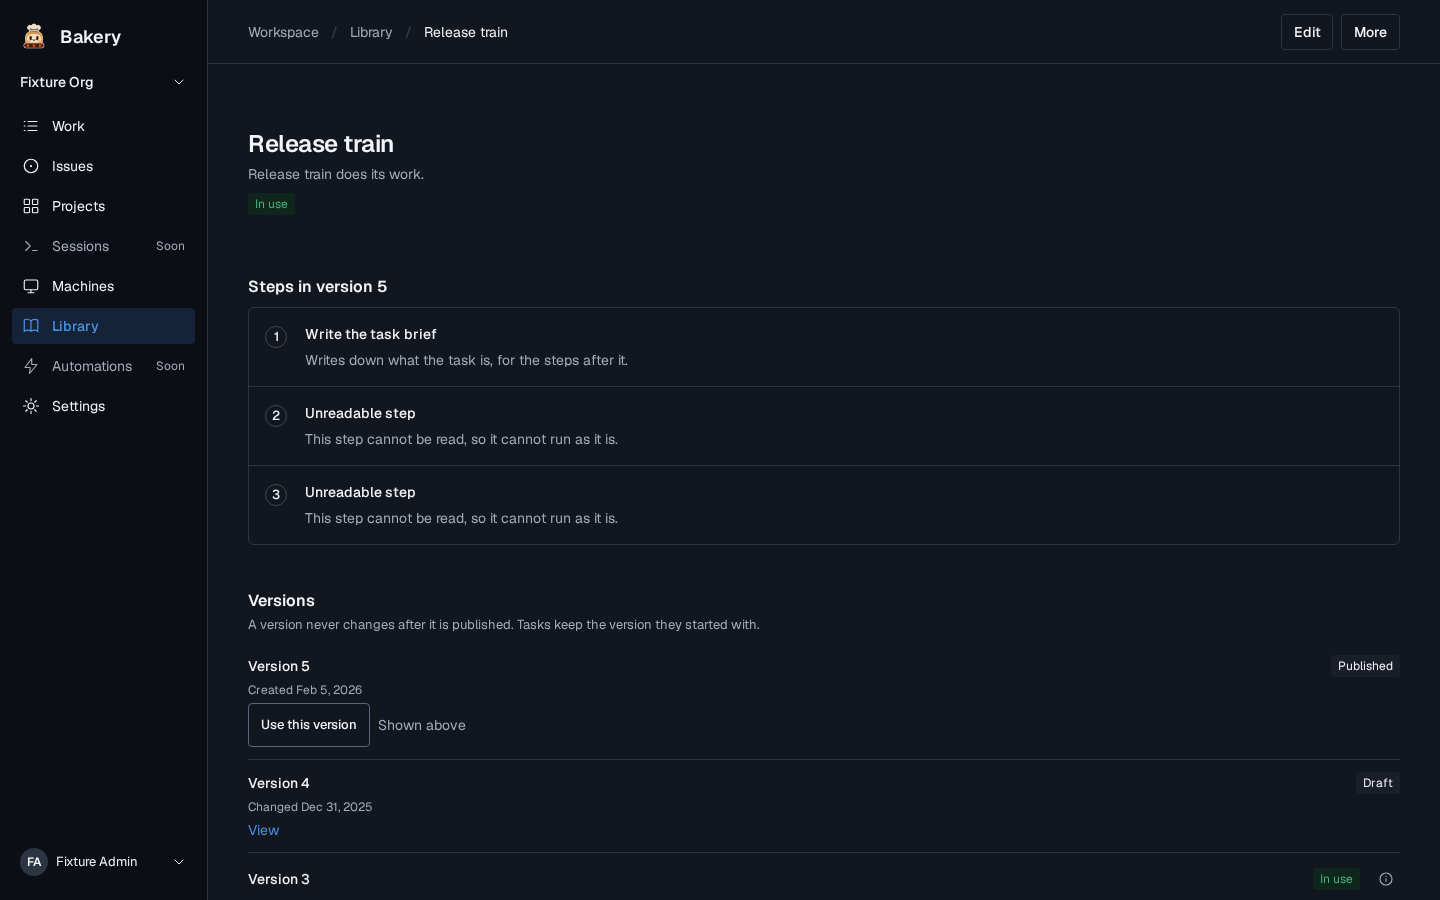 Bakery
Fixture Org
Work
Issues
Projects
Sessions Soon
Machines
Library
Automations Soon
Settings
FA Fixture Admin
Workspace / Library / Release train
Edit More
Release train
Release train does its work.
In use
Steps in version 5
1 Write the task brief
Writes down what the task is, for the steps after it.
2 Unreadable step
This step cannot be read, so it cannot run as it is.
3 Unreadable step
This step cannot be read, so it cannot run as it is.
Versions
A version never changes after it is published. Tasks keep the version they started with.
Version 5 Published
Created Feb 5, 2026
Use this version Shown above
Version 4 Draft
Changed Dec 31, 2025
View
Version 3 In use